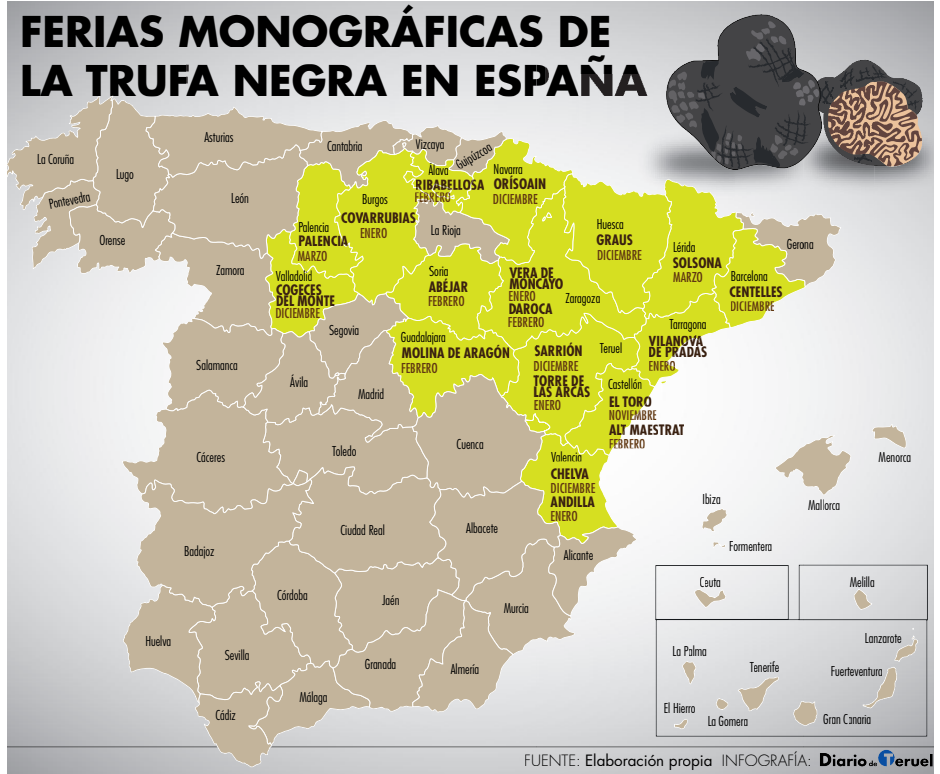 FERIAS MONOGRÁFICAS DE
LA TRUFA NEGRA EN ESPAÑA
La Coruña
Lugo
Asturias
Cantabria
Vizcaya
Guipúzcoa
Pontevedra
Orense
León
Zamora
Palencia
PALENCIA
MARZO
Burgos
COVARRUBIAS
ENERO
Álava
RIBABELLOSA
FEBRERO
Navarra
ORÍSOAIN
DICIEMBRE
La Rioja
Huesca
GRAUS
DICIEMBRE
Lérida
SOLSONA
MARZO
Gerona
Barcelona
CENTELLES
DICIEMBRE
Valladolid
COGECES
DEL MONTE
DICIEMBRE
Soria
ABÉJAR
FEBRERO
VERA DE
MONCAYO
ENERO
Zaragoza
DAROCA
FEBRERO
Tarragona
VILANOVA
DE PRADAS
ENERO
Segovia
Guadalajara
MOLINA DE ARAGÓN
FEBRERO
SARRIÓN
Teruel
DICIEMBRE
TORRE DE
LAS ARCAS
ENERO
Castellón
EL TORO
NOVIEMBRE
ALT MAESTRAT
FEBRERO
Salamanca
Ávila
Madrid
Cáceres
Toledo
Cuenca
Valencia
CHELVA
DICIEMBRE
ANDILLA
ENERO
Menorca
Mallorca
Ibiza
Formentera
Badajoz
Ciudad Real
Albacete
Alicante
Córdoba
Jaén
Murcia
Huelva
Sevilla
Granada
Almería
Málaga
Cádiz
Ceuta
Melilla
La Palma
Tenerife
Lanzarote
Fuerteventura
El Hierro
La Gomera
Gran Canaria
FUENTE: Elaboración propia INFOGRAFÍA: Diario de Teruel